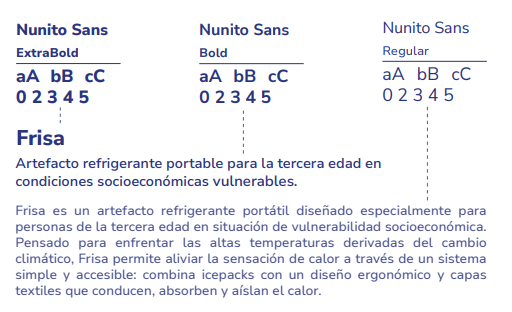 Nunito Sans
ExtraBold
aA bB cC
0 2 3 4 5
Nunito Sans
Bold
aA bB cC
0 2 3 4 5
Nunito Sans
Regular
aA bB cC
0 2 3 4 5
Frisa
Artefacto refrigerante portable para la tercera edad en
condiciones socioeconómicas vulnerables.
Frisa es un artefacto refrigerante portátil diseñado especialmente para
personas de la tercera edad en situación de vulnerabilidad socioeconómica.
Pensado para enfrentar las altas temperaturas derivadas del cambio
climático, Frisa permite aliviar la sensación de calor a través de un sistema
simple y accesible: combina icepacks con un diseño ergonómico y capas
textiles que conducen, absorben y aíslan el calor.